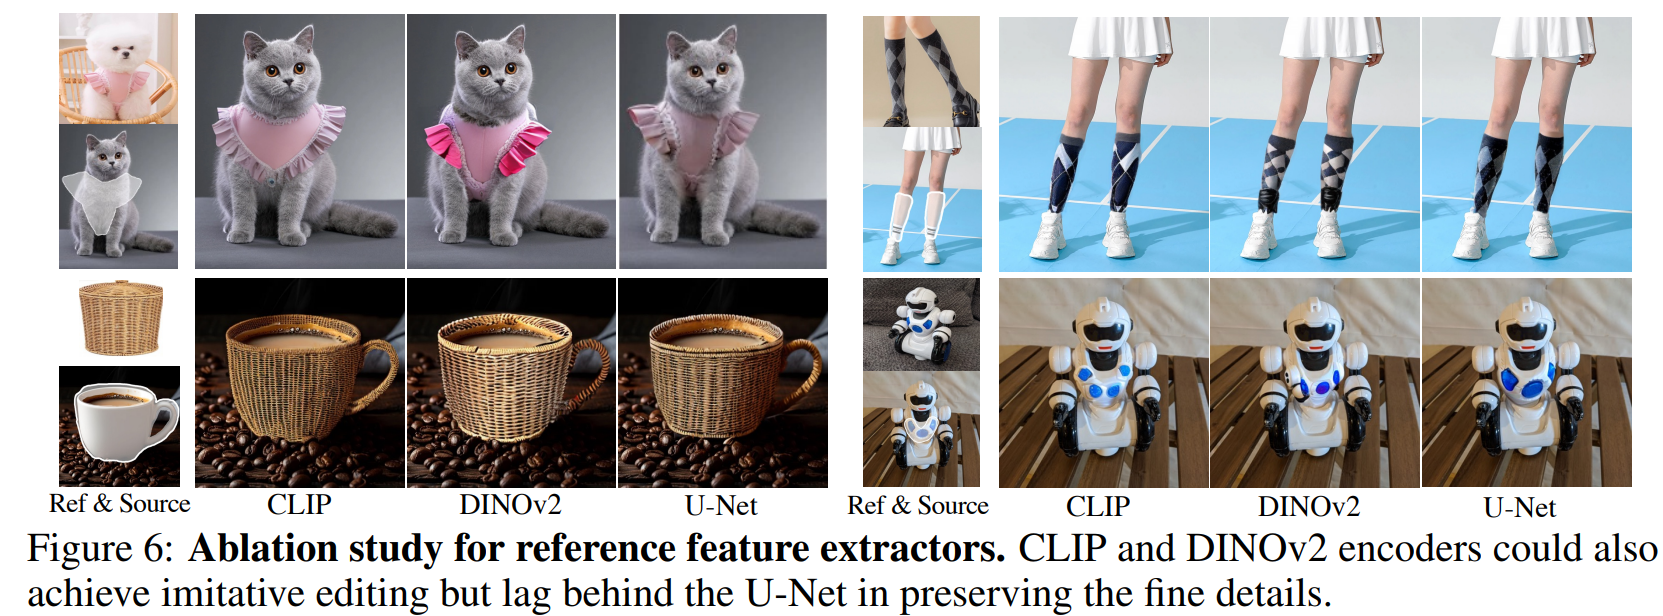 Ref & Source CLIP DINOv2 U-Net Ref & Source CLIP DINOv2 U-Net
Figure 6: Ablation study for reference feature extractors. CLIP and DINOv2 encoders could also
achieve imitative editing but lag behind the U-Net in preserving the fine details.